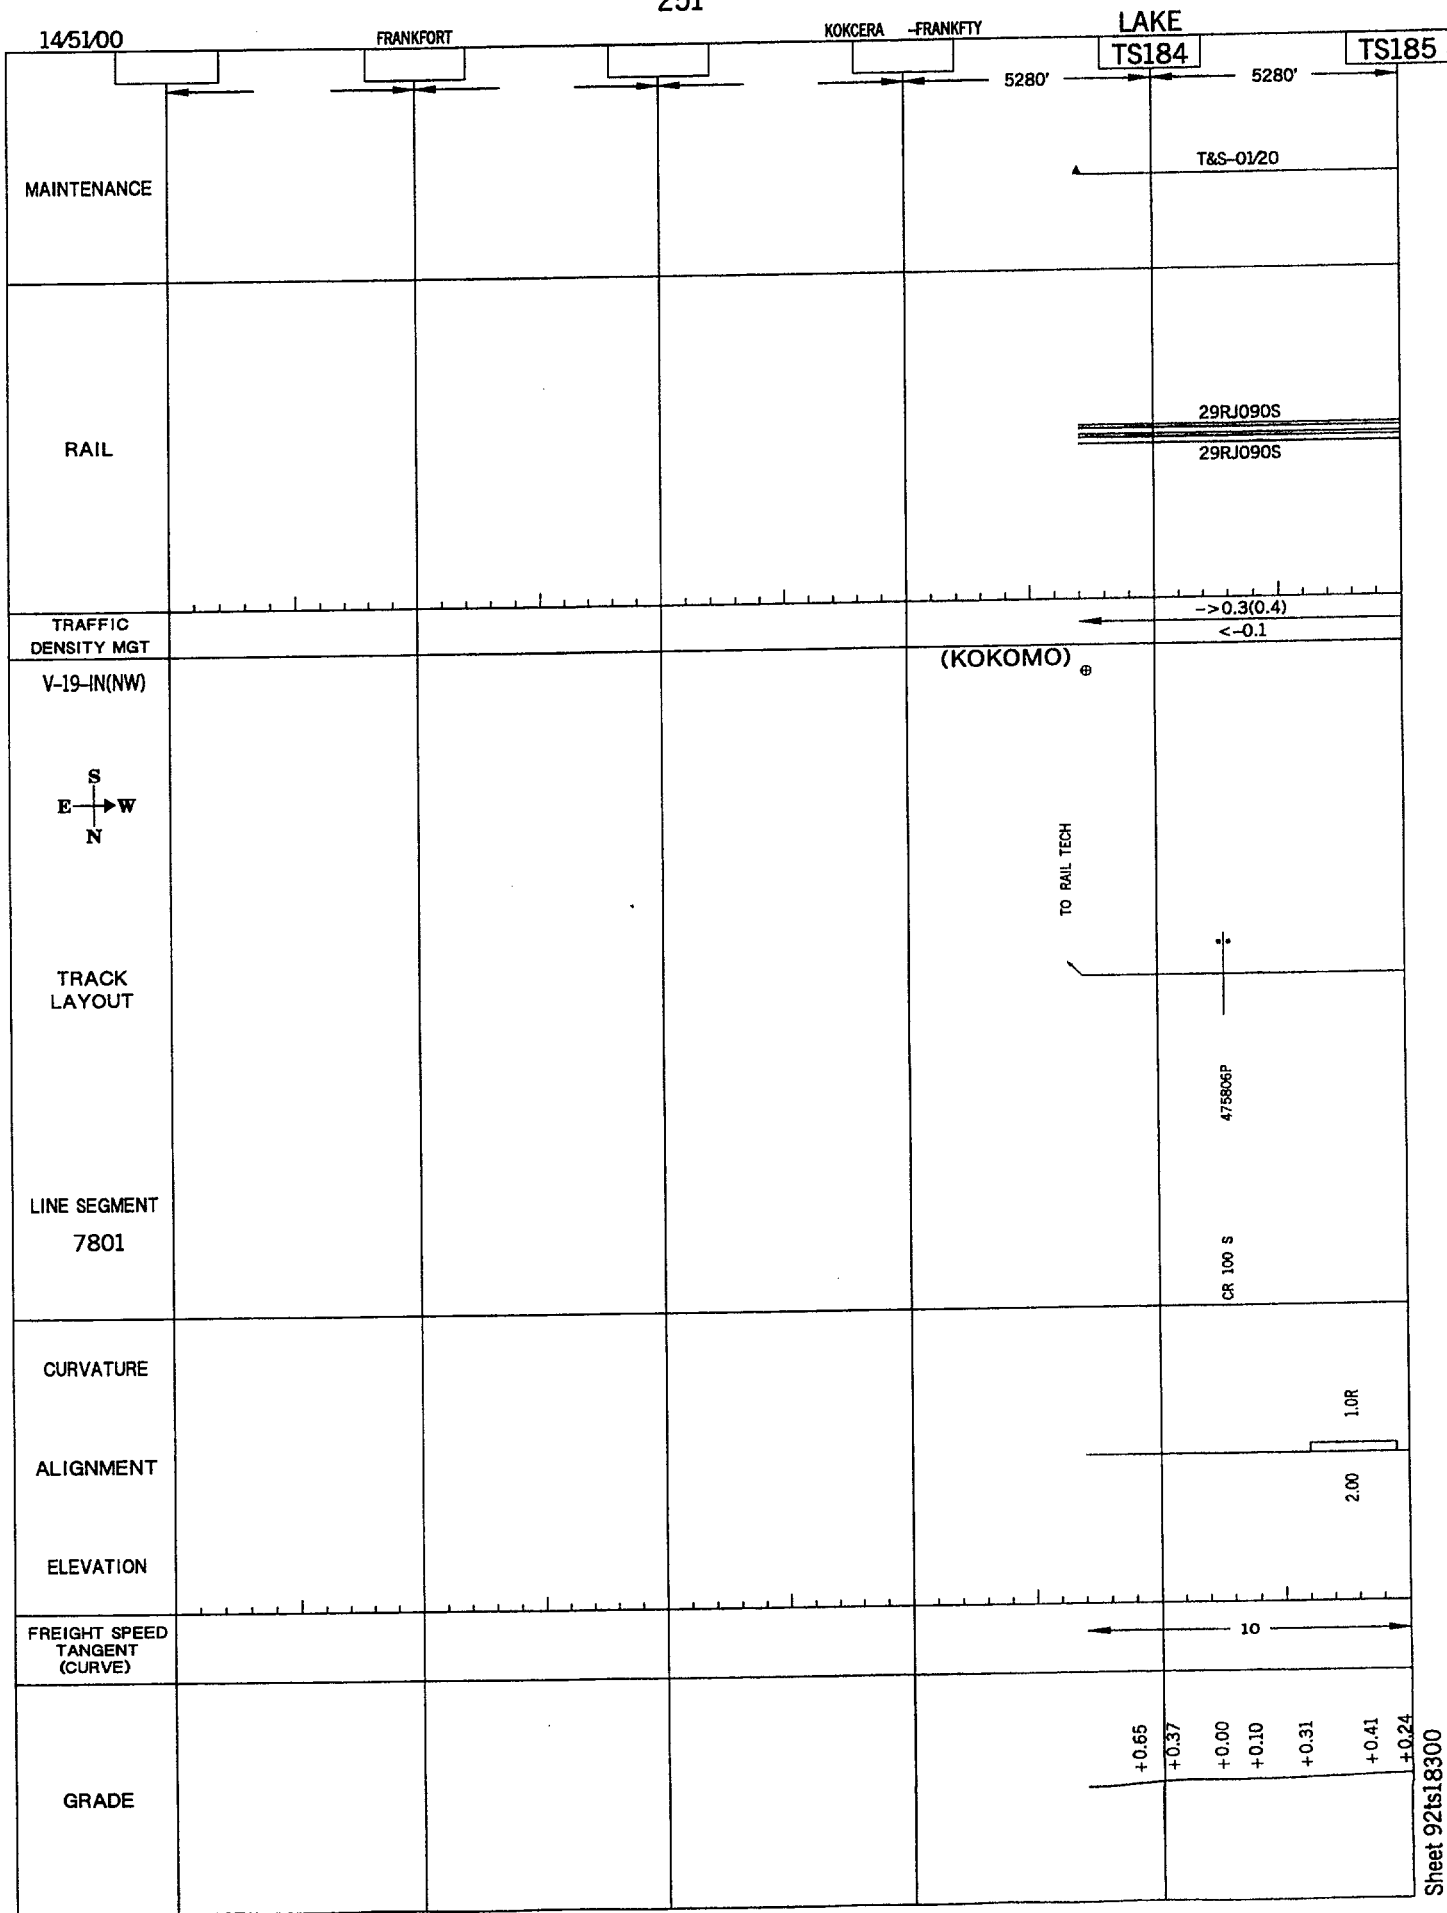 251
14/51/00
FRANKFORT
KOKCERA -FRANKFTY
LAKE
TS184
TS185
5280'
5280'
MAINTENANCE
T&S-01/20
RAIL
29RJ090S
29RJ090S
TRAFFIC
DENSITY MGT
->0.3(0.4)
<-0.1
V-19-IN(NW)
(KOKOMO)
S
E W
N
TO RAIL TECH
TRACK
LAYOUT
475806P
LINE SEGMENT
7801
CR 100 S
CURVATURE
1.0R
ALIGNMENT
2.00
ELEVATION
FREIGHT SPEED
TANGENT
(CURVE)
10
GRADE
+0.65
+0.37
+0.00
+0.10
+0.31
+0.41
+0.24
Sheet 92ts18300